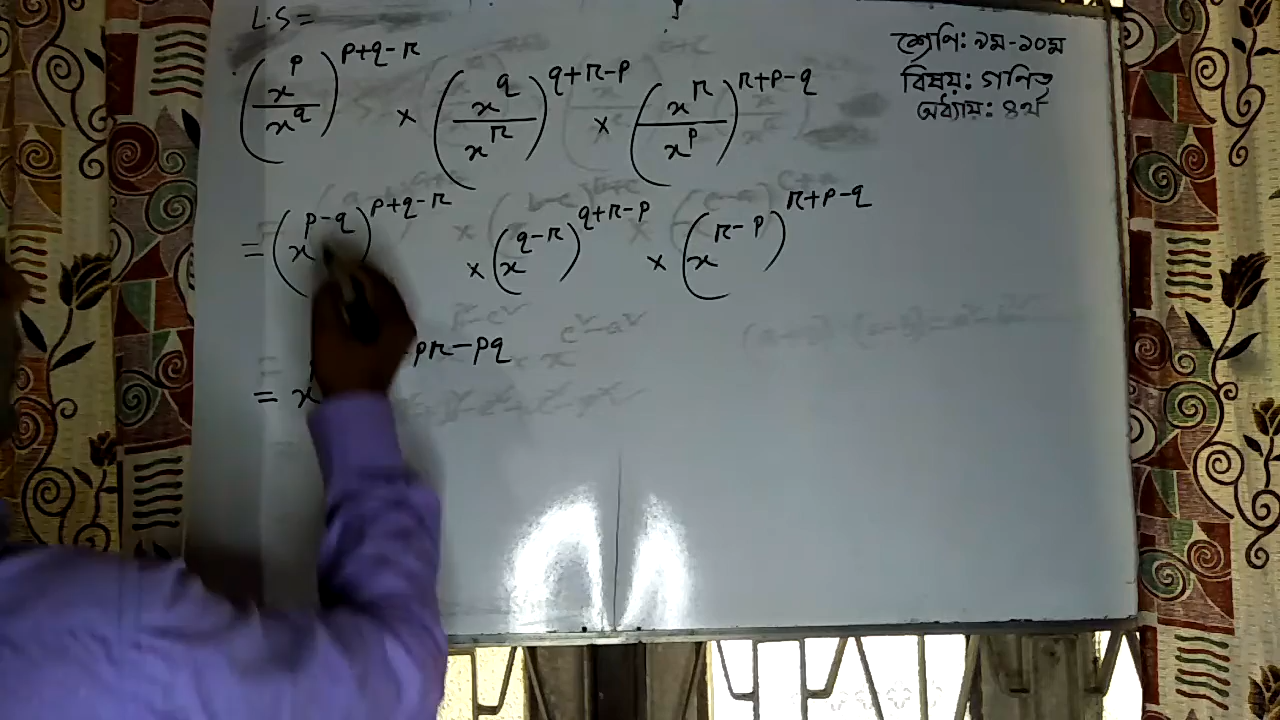 L.S =
(x^p/x^q)^p+q-r × (x^q/x^r)^q+r-p × (x^r/x^p)^r+p-q
= (x^p-q)^p+q-r × (x^q-r)^q+r-p × (x^r-p)^r+p-q
= x pr-pq
শ্রেণি: ৯ম-১০ম
বিষয়: গণিত
অধ্যায়: ৪র্থ